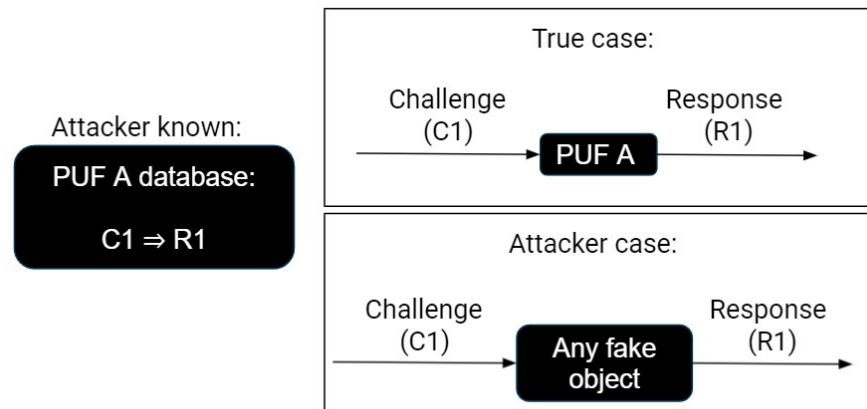 Attacker known:
PUF A database:
C1 ⇒ R1
True case:
Challenge
(C1)
PUF A
Response
(R1)
Attacker case:
Challenge
(C1)
Any fake
object
Response
(R1)